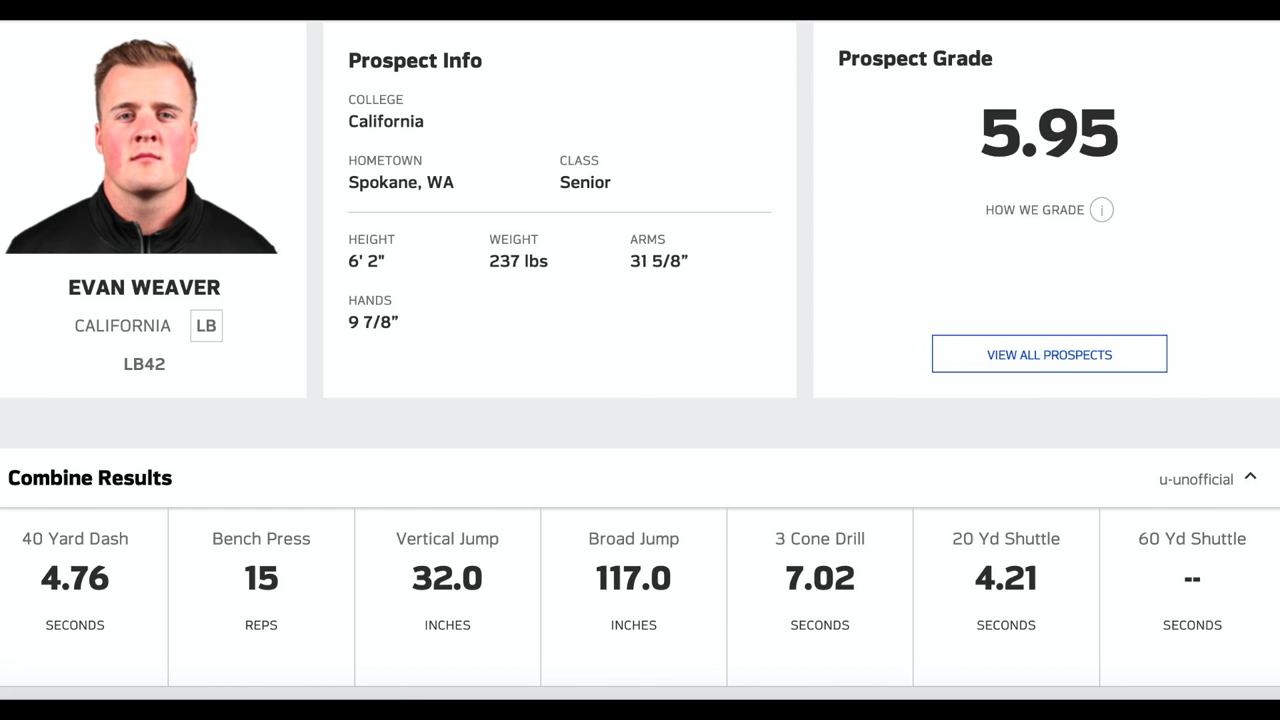 EVAN WEAVER
CALIFORNIA LB
LB42
Prospect Info
COLLEGE
California
HOMETOWN CLASS
Spokane, WA Senior
HEIGHT WEIGHT ARMS
6' 2" 237 lbs 31 5/8”
HANDS
9 7/8”
Prospect Grade
5.95
HOW WE GRADE i
VIEW ALL PROSPECTS
Combine Results u-unofficial
40 Yard Dash Bench Press Vertical Jump Broad Jump 3 Cone Drill 20 Yd Shuttle 60 Yd Shuttle
4.76 15 32.0 117.0 7.02 4.21 --
SECONDS REPS INCHES INCHES SECONDS SECONDS SECONDS